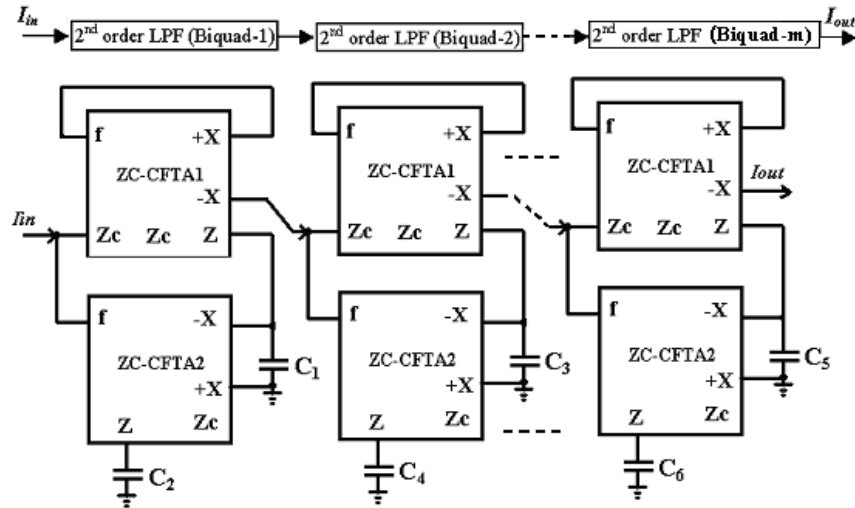 Iin
2nd order LPF (Biquad-1)
2nd order LPF (Biquad-2)
2nd order LPF (Biquad-m)
Iout
f
+X
ZC-CFTA1
-X
Iin
Zc Zc Z
f
-X
ZC-CFTA2
+X
Z
Zc
C1
C2
f
+X
ZC-CFTA1
-X
Zc Zc Z
f
-X
ZC-CFTA2
+X
Z
Zc
C3
C4
f
+X
ZC-CFTA1
-X
Iout
Zc Zc Z
f
-X
ZC-CFTA2
+X
Z
Zc
C5
C6